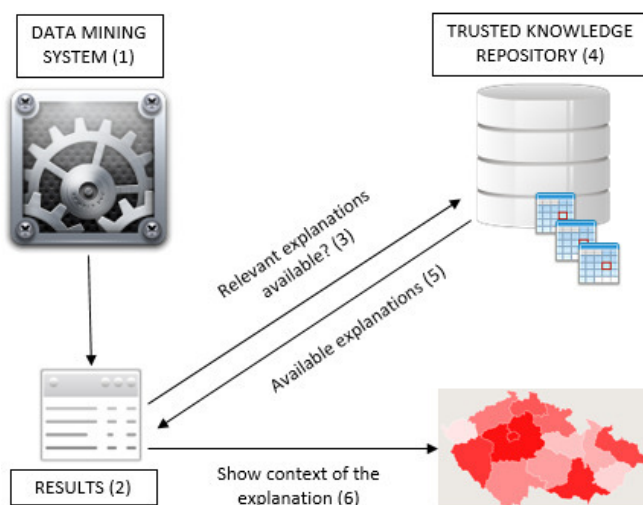 DATA MINING
SYSTEM (1)
TRUSTED KNOWLEDGE
REPOSITORY (4)
Relevant explanations
available? (3)
Available explanations (5)
RESULTS (2)
Show context of the
explanation (6)